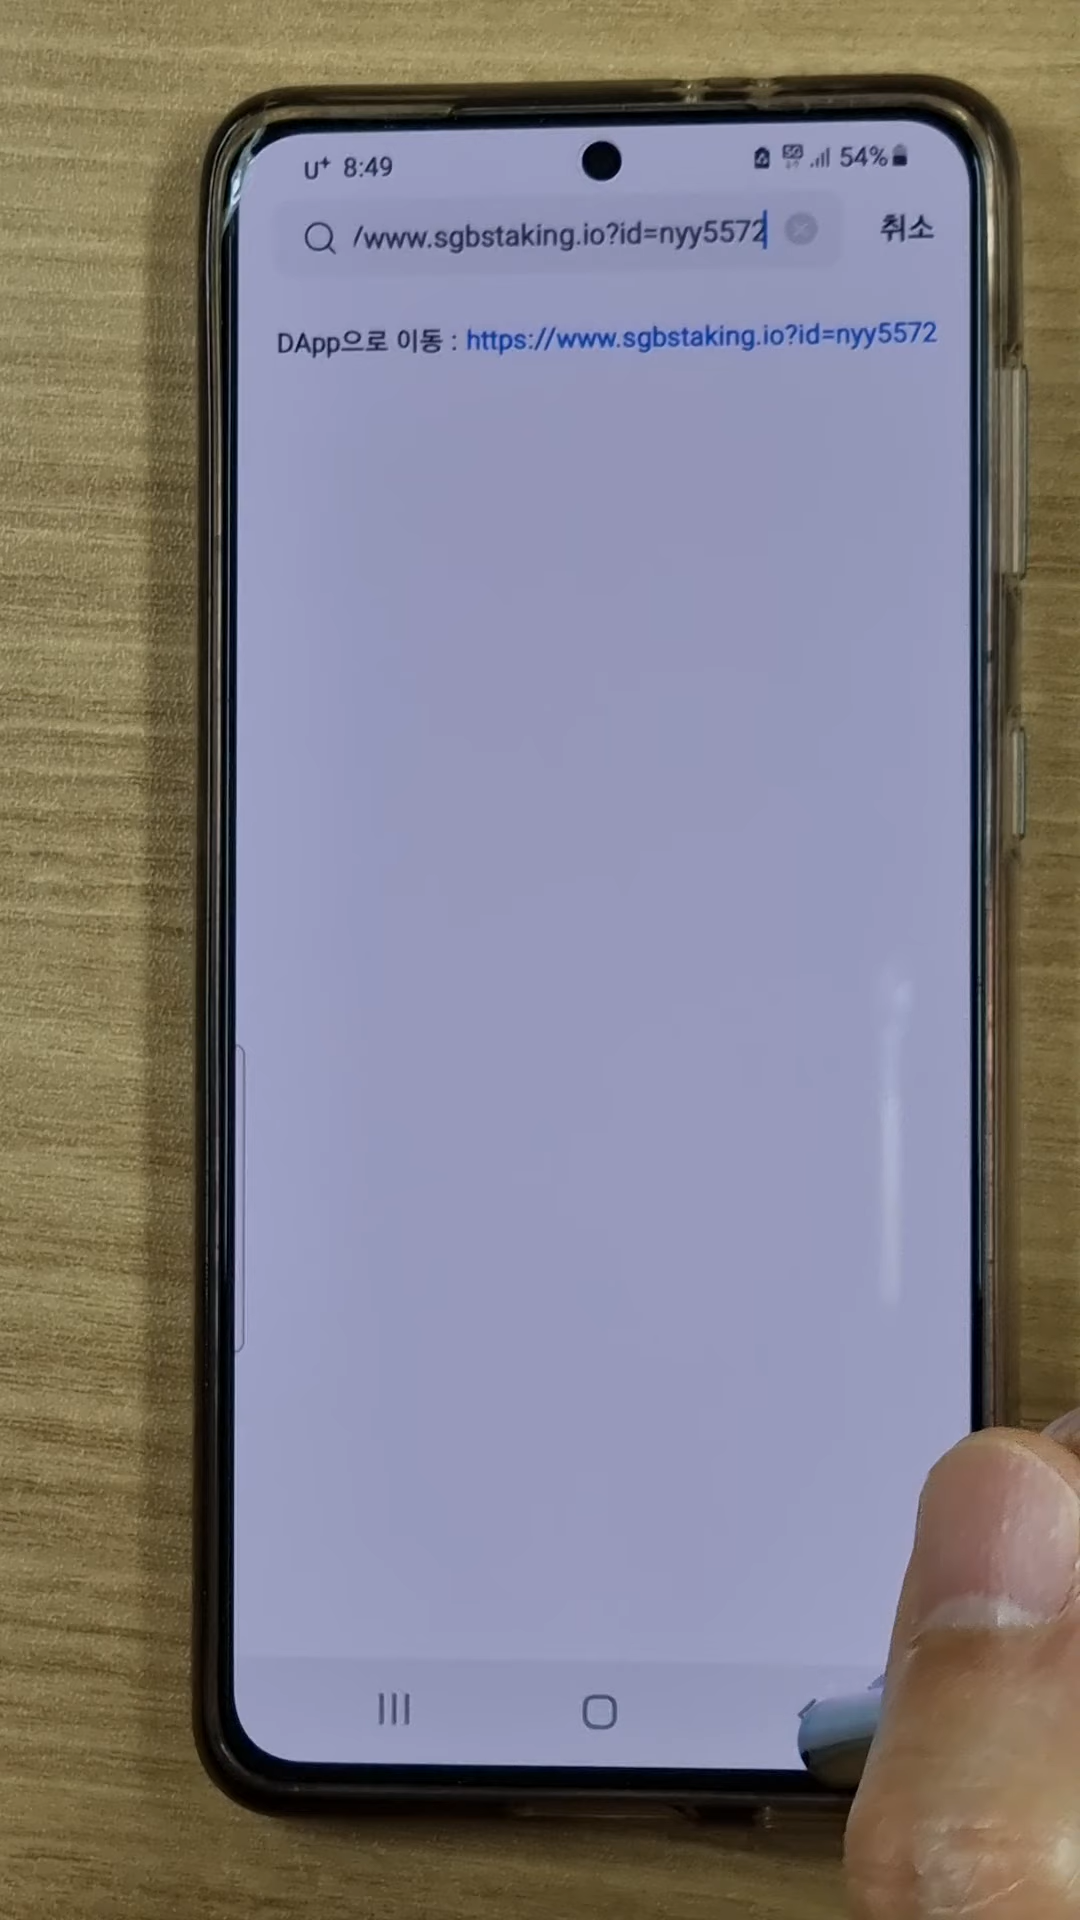 U⁺ 8:49 5G 54%
/www.sgbstaking.io?id=nyy5572 취소
DApp으로 이동 : https://www.sgbstaking.io?id=nyy5572